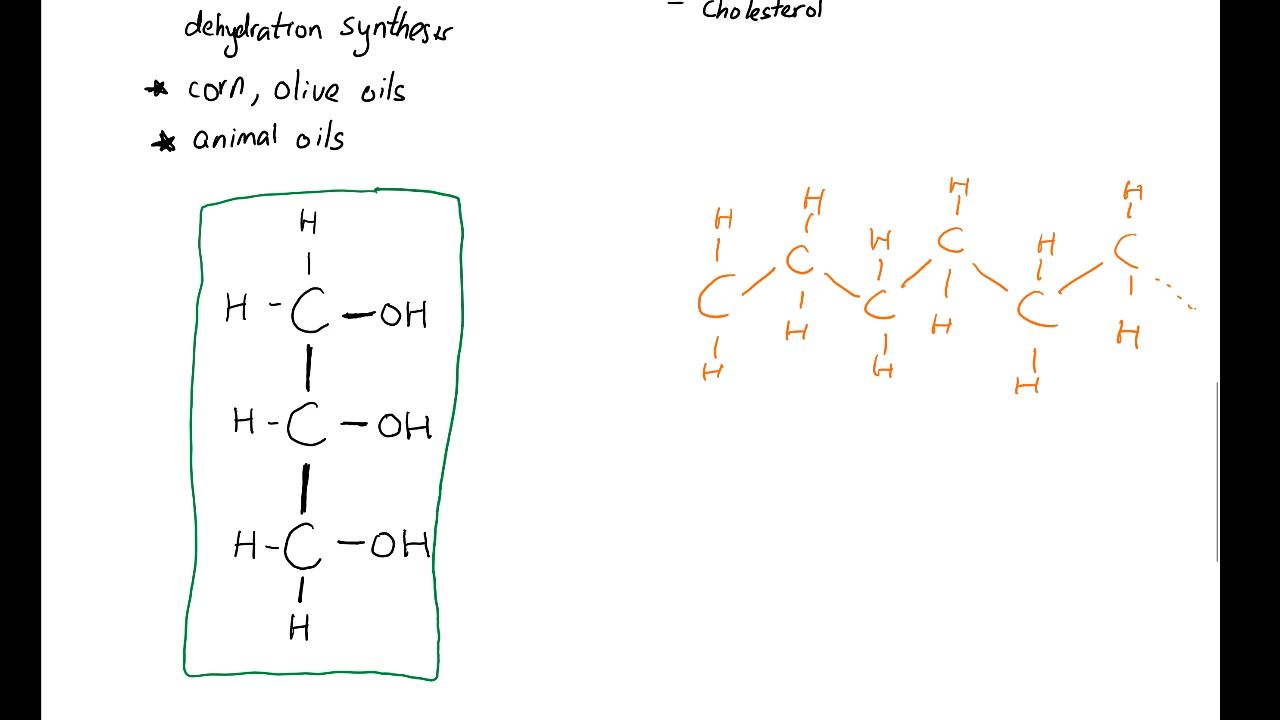 dehydration synthesis
- Cholesterol
* corn, olive oils
* animal oils
H
H - C - OH
H - C - OH
H - C - OH
H
H H H H H H
C C C C C C
H H H H H H